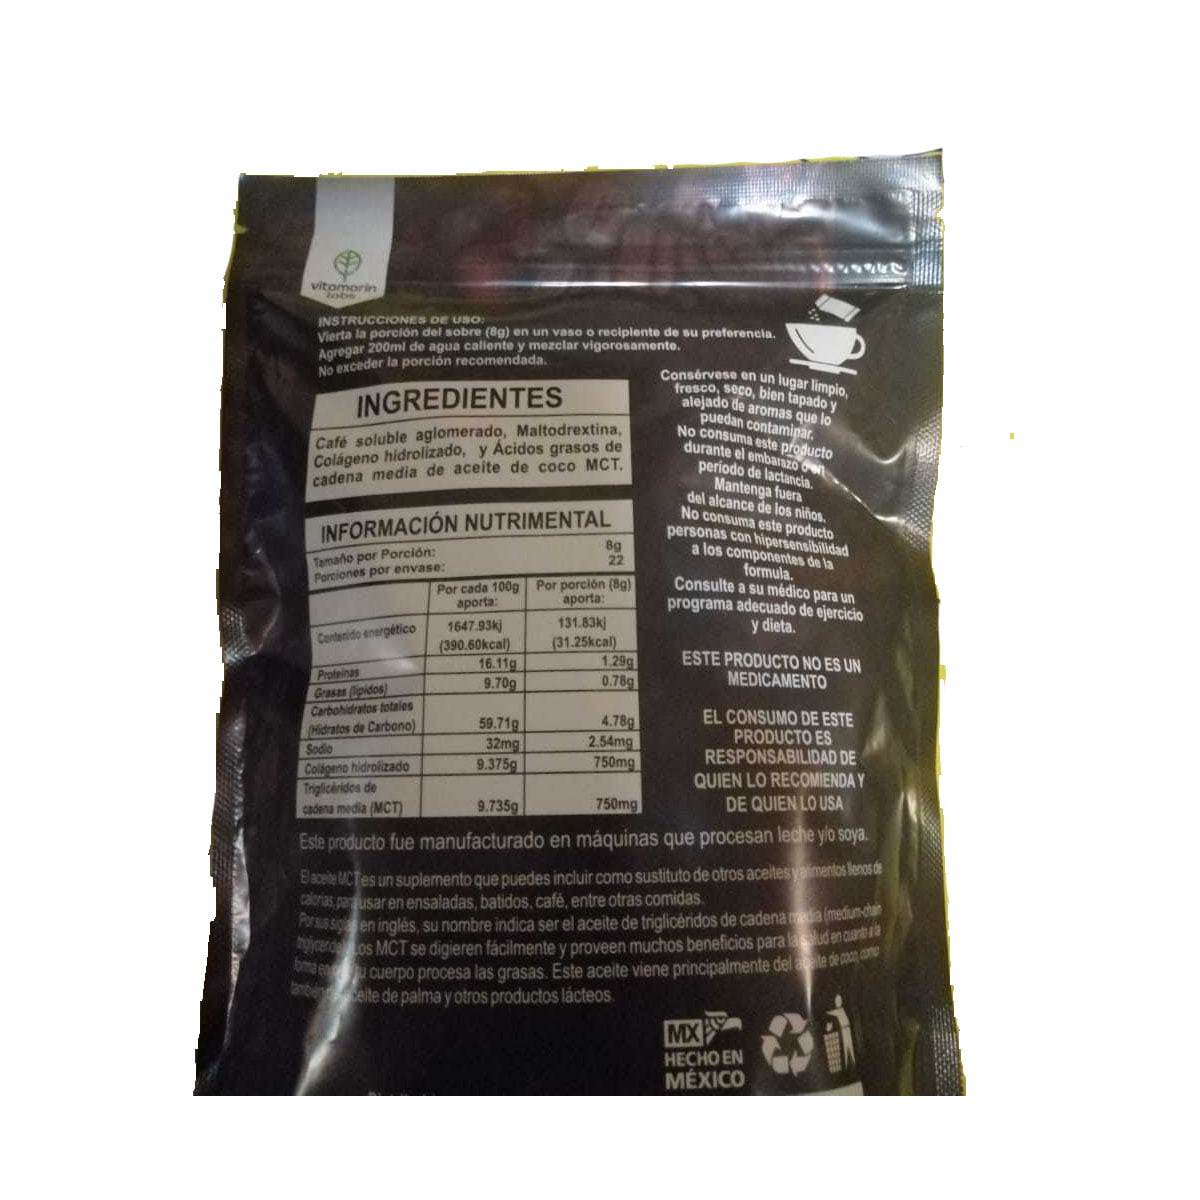 vitamorin
labs
INSTRUCCIONES DE USO:
Vierta la porción del sobre (8g) en un vaso o recipiente de su preferencia.
Agregar 200ml de agua caliente y mezclar vigorosamente.
No exceder la porción recomendada.
INGREDIENTES
Café soluble aglomerado, Maltodrextina,
Colágeno hidrolizado, y Ácidos grasos de
cadena media de aceite de coco MCT.
INFORMACIÓN NUTRIMENTAL
Tamaño por Porción: 8g
Porciones por envase: 22
Por cada 100g aporta: Por porción (8g) aporta:
Contenido energético 1647.93kj (390.60kcal) 131.83kj (31.25kcal)
Proteínas 16.11g 1.29g
Grasas (lípidos) 9.70g 0.78g
Carbohidratos totales
(Hidratos de Carbono) 59.71g 4.78g
Sodio 32mg 2.54mg
Colágeno hidrolizado 9.375g 750mg
Triglicéridos de
cadena media (MCT) 9.735g 750mg
Consérvese en un lugar limpio,
fresco, seco, bien tapado y
alejado de aromas que lo
puedan contaminar.
No consuma este producto
durante el embarazo o en
periodo de lactancia.
Mantenga fuera
del alcance de los niños.
No consuma este producto
personas con hipersensibilidad
a los componentes de la
formula.
Consulte a su médico para un
programa adecuado de ejercicio
y dieta.
ESTE PRODUCTO NO ES UN
MEDICAMENTO
EL CONSUMO DE ESTE
PRODUCTO ES
RESPONSABILIDAD DE
QUIEN LO RECOMIENDA Y
DE QUIEN LO USA
Este producto fue manufacturado en máquinas que procesan leche y/o soya.
El aceite MCT es un suplemento que puedes incluir como sustituto de otros aceites y alimentos llenos de
calorías, para usar en ensaladas, batidos, café, entre otras comidas.
Por sus siglas en inglés, su nombre indica ser el aceite de triglicéridos de cadena media (medium-chain
Los MCT se digieren fácilmente y proveen muchos beneficios para la salud en cuanto a la
forma en tu cuerpo procesa las grasas. Este aceite viene principalmente del aceite de coco, como
también aceite de palma y otros productos lácteos.
MX
HECHO EN
MÉXICO